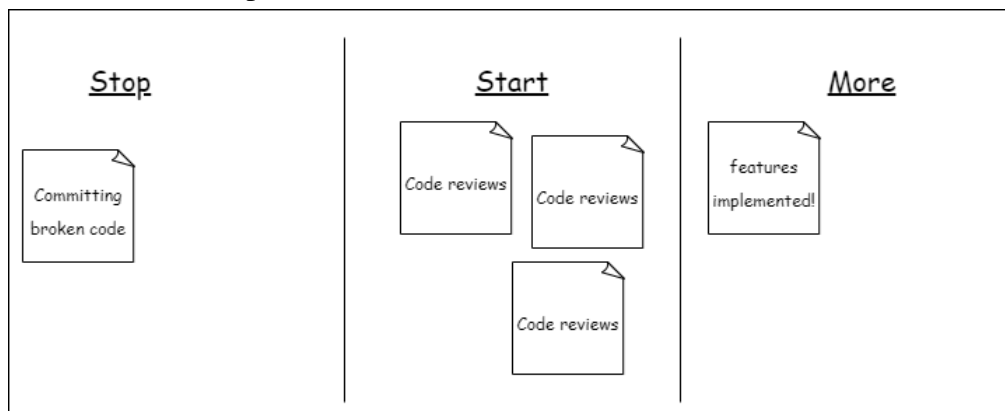 Stop
Start
More
Committing
broken code
Code reviews
Code reviews
Code reviews
features
implemented!